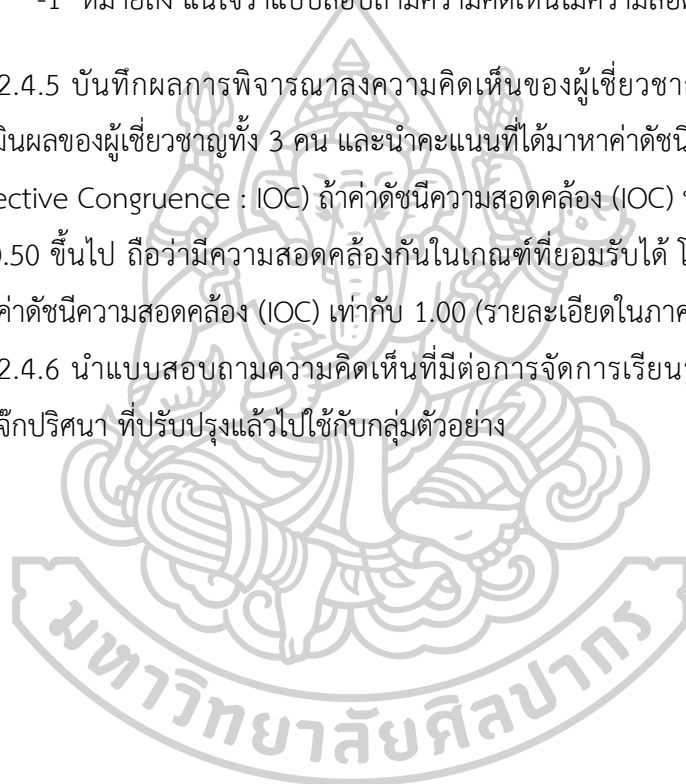 -1 หมายถึง แน่ใจว่าแบบสอบถามความคิดเห็นไม่มีความสอด
2.4.5 บันทึกผลการพิจารณาลงความคิดเห็นของผู้เชี่ยวชา
มินผลของผู้เชี่ยวชาญทั้ง 3 คน และนำคะแนนที่ได้มาหาค่าดัชนี
ective Congruence : IOC) ถ้าค่าดัชนีความสอดคล้อง (IOC)
0.50 ขึ้นไป ถือว่ามีความสอดคล้องกันในเกณฑ์ที่ยอมรับได้
ค่าดัชนีความสอดคล้อง (IOC) เท่ากับ 1.00 (รายละเอียดในภาค
2.4.6 นำแบบสอบถามความคิดเห็นที่มีต่อการจัดการเรียน
จ๊กปริศนา ที่ปรับปรุงแล้วไปใช้กับกลุ่มตัวอย่าง
มหาวิทยาลัยศิลปากร